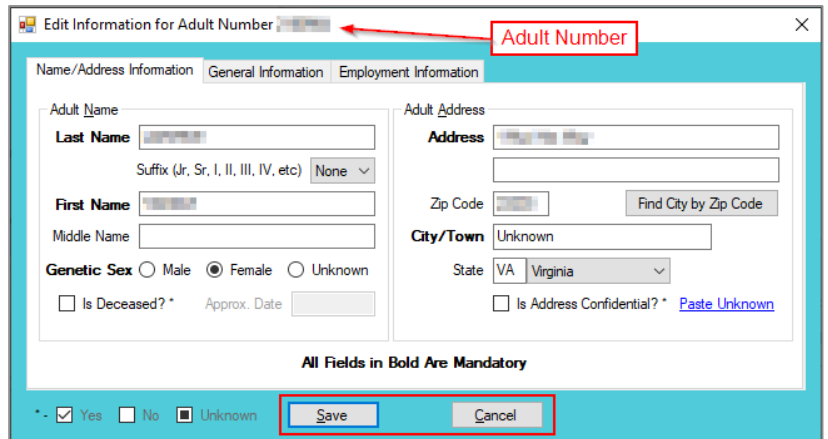 Edit Information for Adult Number
Adult Number
Name/Address Information General Information Employment Information
Adult Name
Last Name
Suffix (Jr, Sr, I, II, III, IV, etc) None
First Name
Middle Name
Genetic Sex Male Female Unknown
Is Deceased? * Approx. Date
Adult Address
Address
Zip Code Find City by Zip Code
City/Town Unknown
State VA Virginia
Is Address Confidential? * Paste Unknown
All Fields in Bold Are Mandatory
* - Yes No Unknown Save Cancel